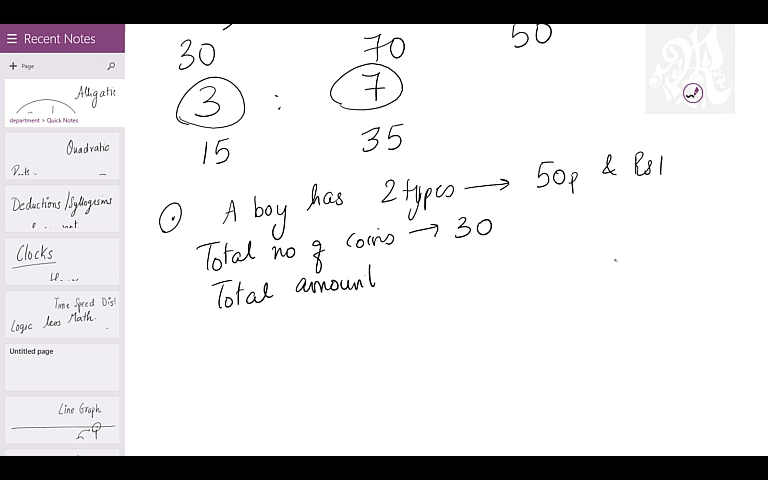 Recent Notes
+ Page
Alligatio
department > Quick Notes
Quadratic
Deductions/Syllogisms
Clocks
Time Speed Dist
Logic less Math.
Untitled page
Line Graph
30 70 50
3 : 7
15 35
A boy has 2 types → 50p & Rs1
Total no of coins → 30
Total amount